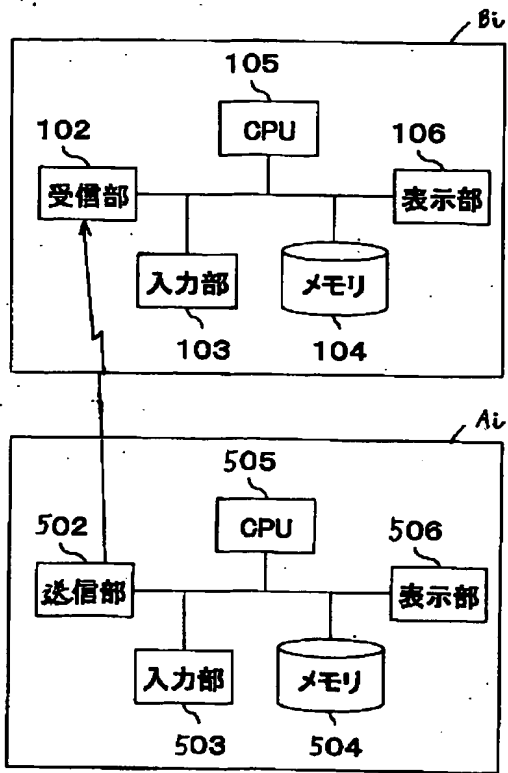 Bi
105
CPU
102
106
受信部
表示部
入力部
メモリ
103
104
Ai
505
CPU
502
506
送信部
表示部
入力部
メモリ
503
504